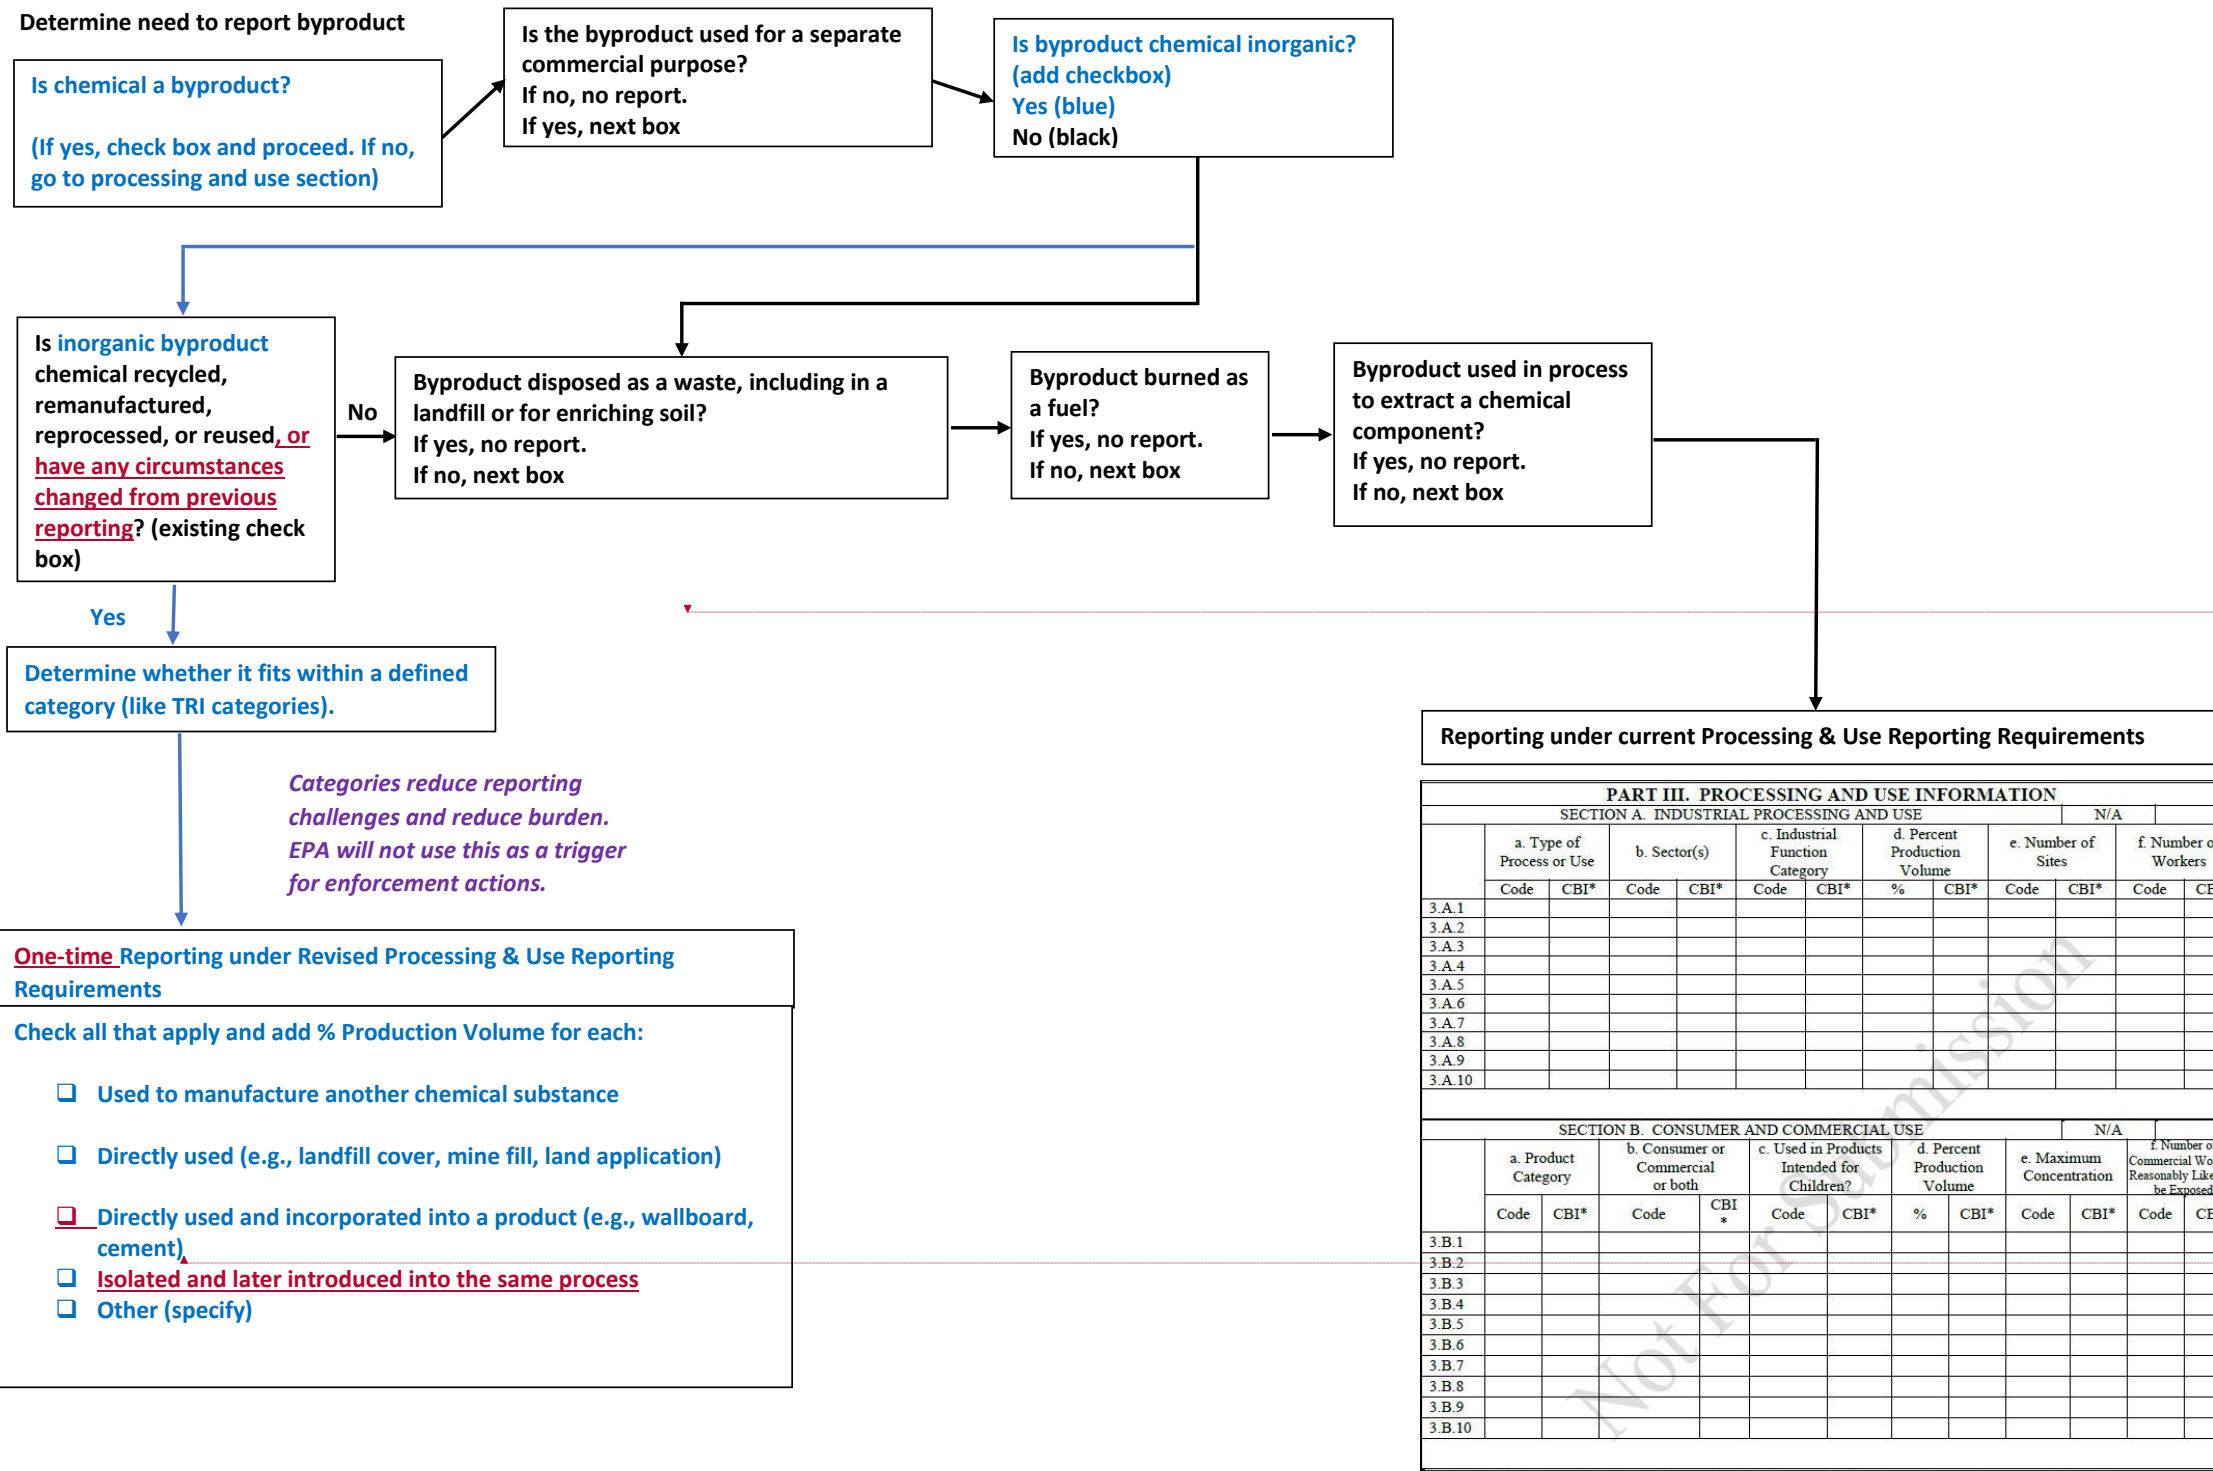 Determine need to report byproduct
Is chemical a byproduct?
(If yes, check box and proceed. If no,
go to processing and use section)
Is the byproduct used for a separate
commercial purpose?
If no, no report.
If yes, next box
Is byproduct chemical inorganic?
(add checkbox)
Yes (blue)
No (black)
Is inorganic byproduct
chemical recycled,
remanufactured,
reprocessed, or reused, or
have any circumstances
changed from previous
reporting? (existing check
box)
No
Byproduct disposed as a waste, including in a
landfill or for enriching soil?
If yes, no report.
If no, next box
Byproduct burned as
a fuel?
If yes, no report.
If no, next box
Byproduct used in process
to extract a chemical
component?
If yes, no report.
If no, next box
Yes
Determine whether it fits within a defined
category (like TRI categories).
Categories reduce reporting
challenges and reduce burden.
EPA will not use this as a trigger
for enforcement actions.
One-time Reporting under Revised Processing & Use Reporting
Requirements
Check all that apply and add % Production Volume for each:
❑ Used to manufacture another chemical substance
❑ Directly used (e.g., landfill cover, mine fill, land application)
❑ Directly used and incorporated into a product (e.g., wallboard,
cement)
❑ Isolated and later introduced into the same process
❑ Other (specify)
Reporting under current Processing & Use Reporting Requirements
PART III. PROCESSING AND USE INFORMATION
SECTION A. INDUSTRIAL PROCESSING AND USE N/A
a. Type of
Process or Use
b. Sector(s)
c. Industrial
Function
Category
d. Percent
Production
Volume
e. Number of
Sites
f. Number
Workers
Code CBI* Code CBI* Code CBI* % CBI* Code CBI* Code
3.A.1
3.A.2
3.A.3
3.A.4
3.A.5
3.A.6
3.A.7
3.A.8
3.A.9
3.A.10
SECTION B. CONSUMER AND COMMERCIAL USE N/A
a. Product
Category
b. Consumer or
Commercial
or both
c. Used in Products
Intended for
Children?
d. Percent
Production
Volume
e. Maximum
Concentration
f. Number
Commercial
Reasonably
be Exposed
Code CBI* Code CBI
* Code CBI* % CBI* Code CBI* Code
3.B.1
3.B.2
3.B.3
3.B.4
3.B.5
3.B.6
3.B.7
3.B.8
3.B.9
3.B.10
Not For Submission